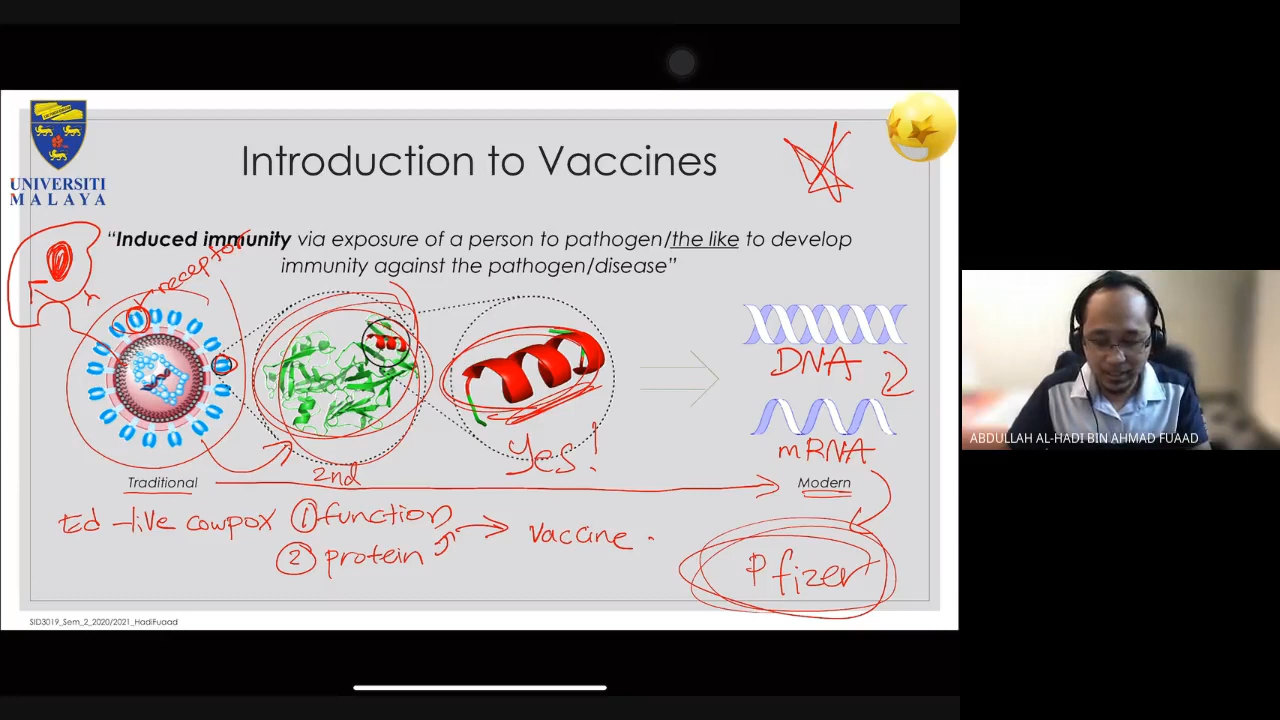 UNIVERSITI
MALAYA
Introduction to Vaccines
“Induced immunity via exposure of a person to pathogen/the like to develop
immunity against the pathogen/disease”
receptor
DNA
mRNA
Yes!
2nd
Traditional
Modern
Ed -live cowpox ① function
② protein
vaccine
Pfizer
SID3019_Sem_2_2020/2021_HadiFuaad
ABDULLAH AL-HADI BIN AHMAD FUAAD